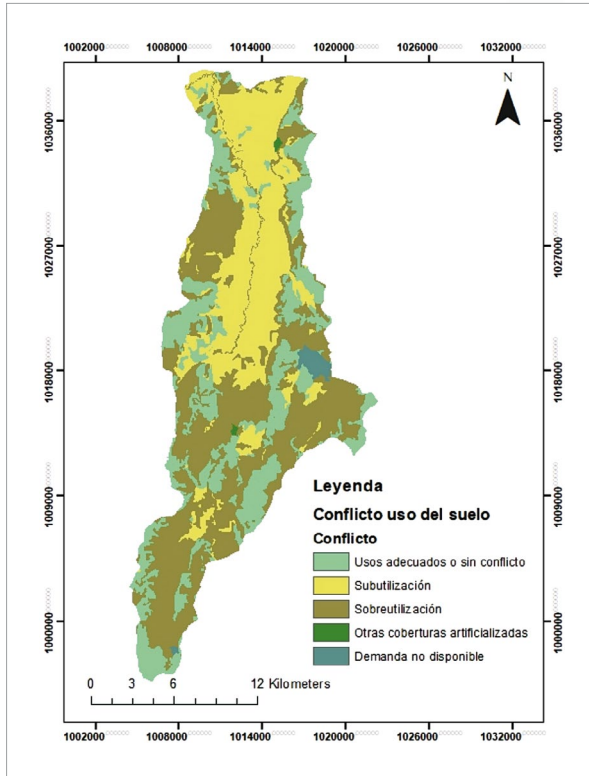 1002000 1008000 1014000 1020000 1026000 1032000
N
1036000 1036000
1027000 1027000
1018000 1018000
1009000 1009000
1000000 1000000
Leyenda
Conflicto uso del suelo
Conflicto
Usos adecuados o sin conflicto
Subutilización
Sobreutilización
Otras coberturas artificializadas
Demanda no disponible
0 3 6 12 Kilometers
1002000 1008000 1014000 1020000 1026000 1032000